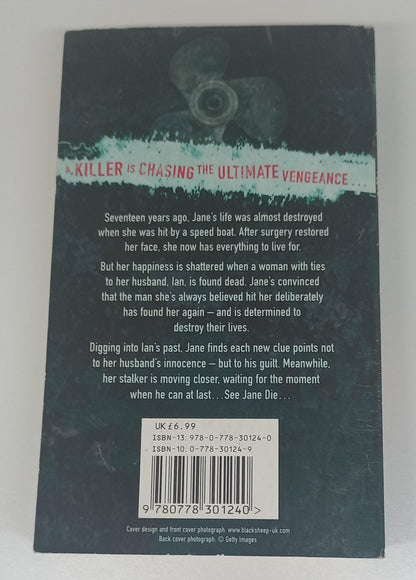 A KILLER IS CHASING THE ULTIMATE VENGEANCE...
Seventeen years ago, Jane's life was almost destroyed
when she was hit by a speed boat. After surgery restored
her face, she now has everything to live for.
But her happiness is shattered when a woman with ties
to her husband, Ian, is found dead. Jane's convinced
that the man she's always believed hit her deliberately
has found her again – and is determined to
destroy their lives.
Digging into Ian's past, Jane finds each new clue points not
to her husband's innocence – but to his guilt. Meanwhile,
her stalker is moving closer, waiting for the moment
when he can at last...See Jane Die...
UK £6.99
ISBN-13: 978-0-778-30124-0
ISBN-10: 0-778-30124-9
9 780778 301240 >
Cover design and front cover photograph: www.blacksheep-uk.com
Back cover photograph: © Getty Images